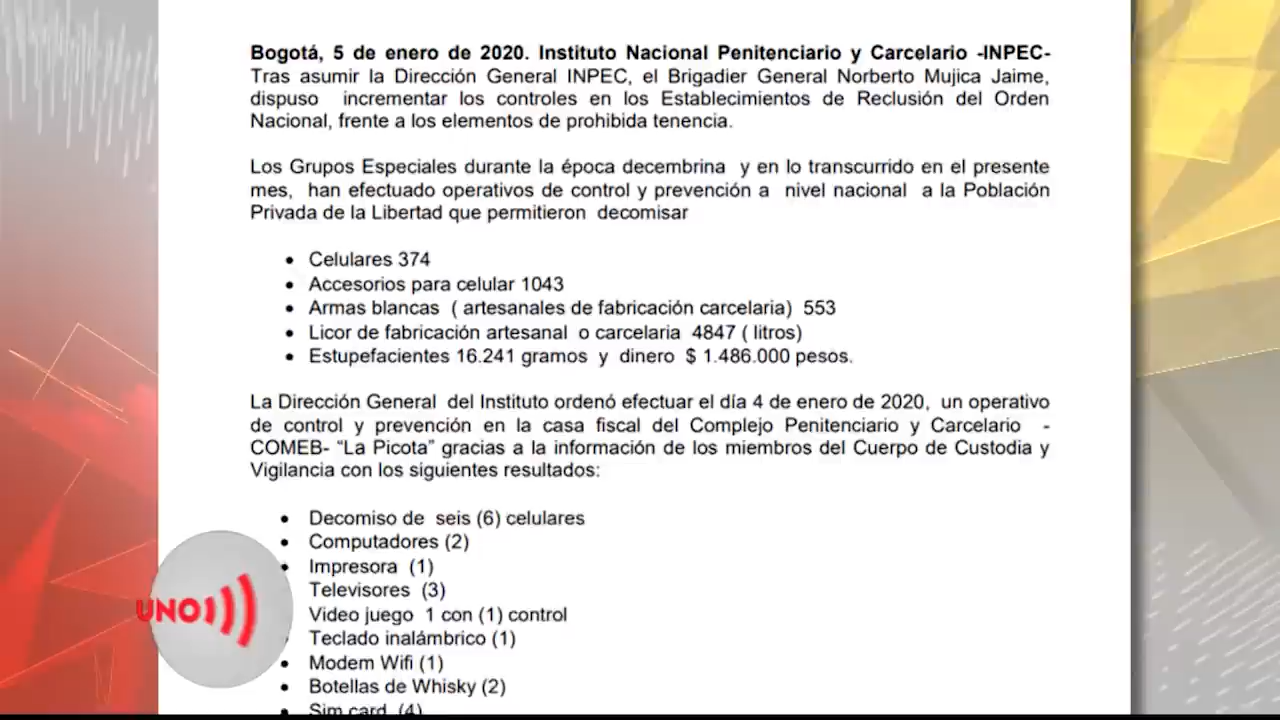 Bogotá, 5 de enero de 2020. Instituto Nacional Penitenciario y Carcelario -INPEC-
Tras asumir la Dirección General INPEC, el Brigadier General Norberto Mujica Jaime,
dispuso incrementar los controles en los Establecimientos de Reclusión del Orden
Nacional, frente a los elementos de prohibida tenencia.
Los Grupos Especiales durante la época decembrina y en lo transcurrido en el presente
mes, han efectuado operativos de control y prevención a nivel nacional a la Población
Privada de la Libertad que permitieron decomisar
• Celulares 374
• Accesorios para celular 1043
• Armas blancas ( artesanales de fabricación carcelaria) 553
• Licor de fabricación artesanal o carcelaria 4847 ( litros)
• Estupefacientes 16.241 gramos y dinero $ 1.486.000 pesos.
La Dirección General del Instituto ordenó efectuar el día 4 de enero de 2020, un operativo
de control y prevención en la casa fiscal del Complejo Penitenciario y Carcelario -
COMEB- “La Picota” gracias a la información de los miembros del Cuerpo de Custodia y
Vigilancia con los siguientes resultados:
• Decomiso de seis (6) celulares
• Computadores (2)
• Impresora (1)
Televisores (3)
Video juego 1 con (1) control
Teclado inalámbrico (1)
• Modem Wifi (1)
• Botellas de Whisky (2)
• Sim card (4)
UNO